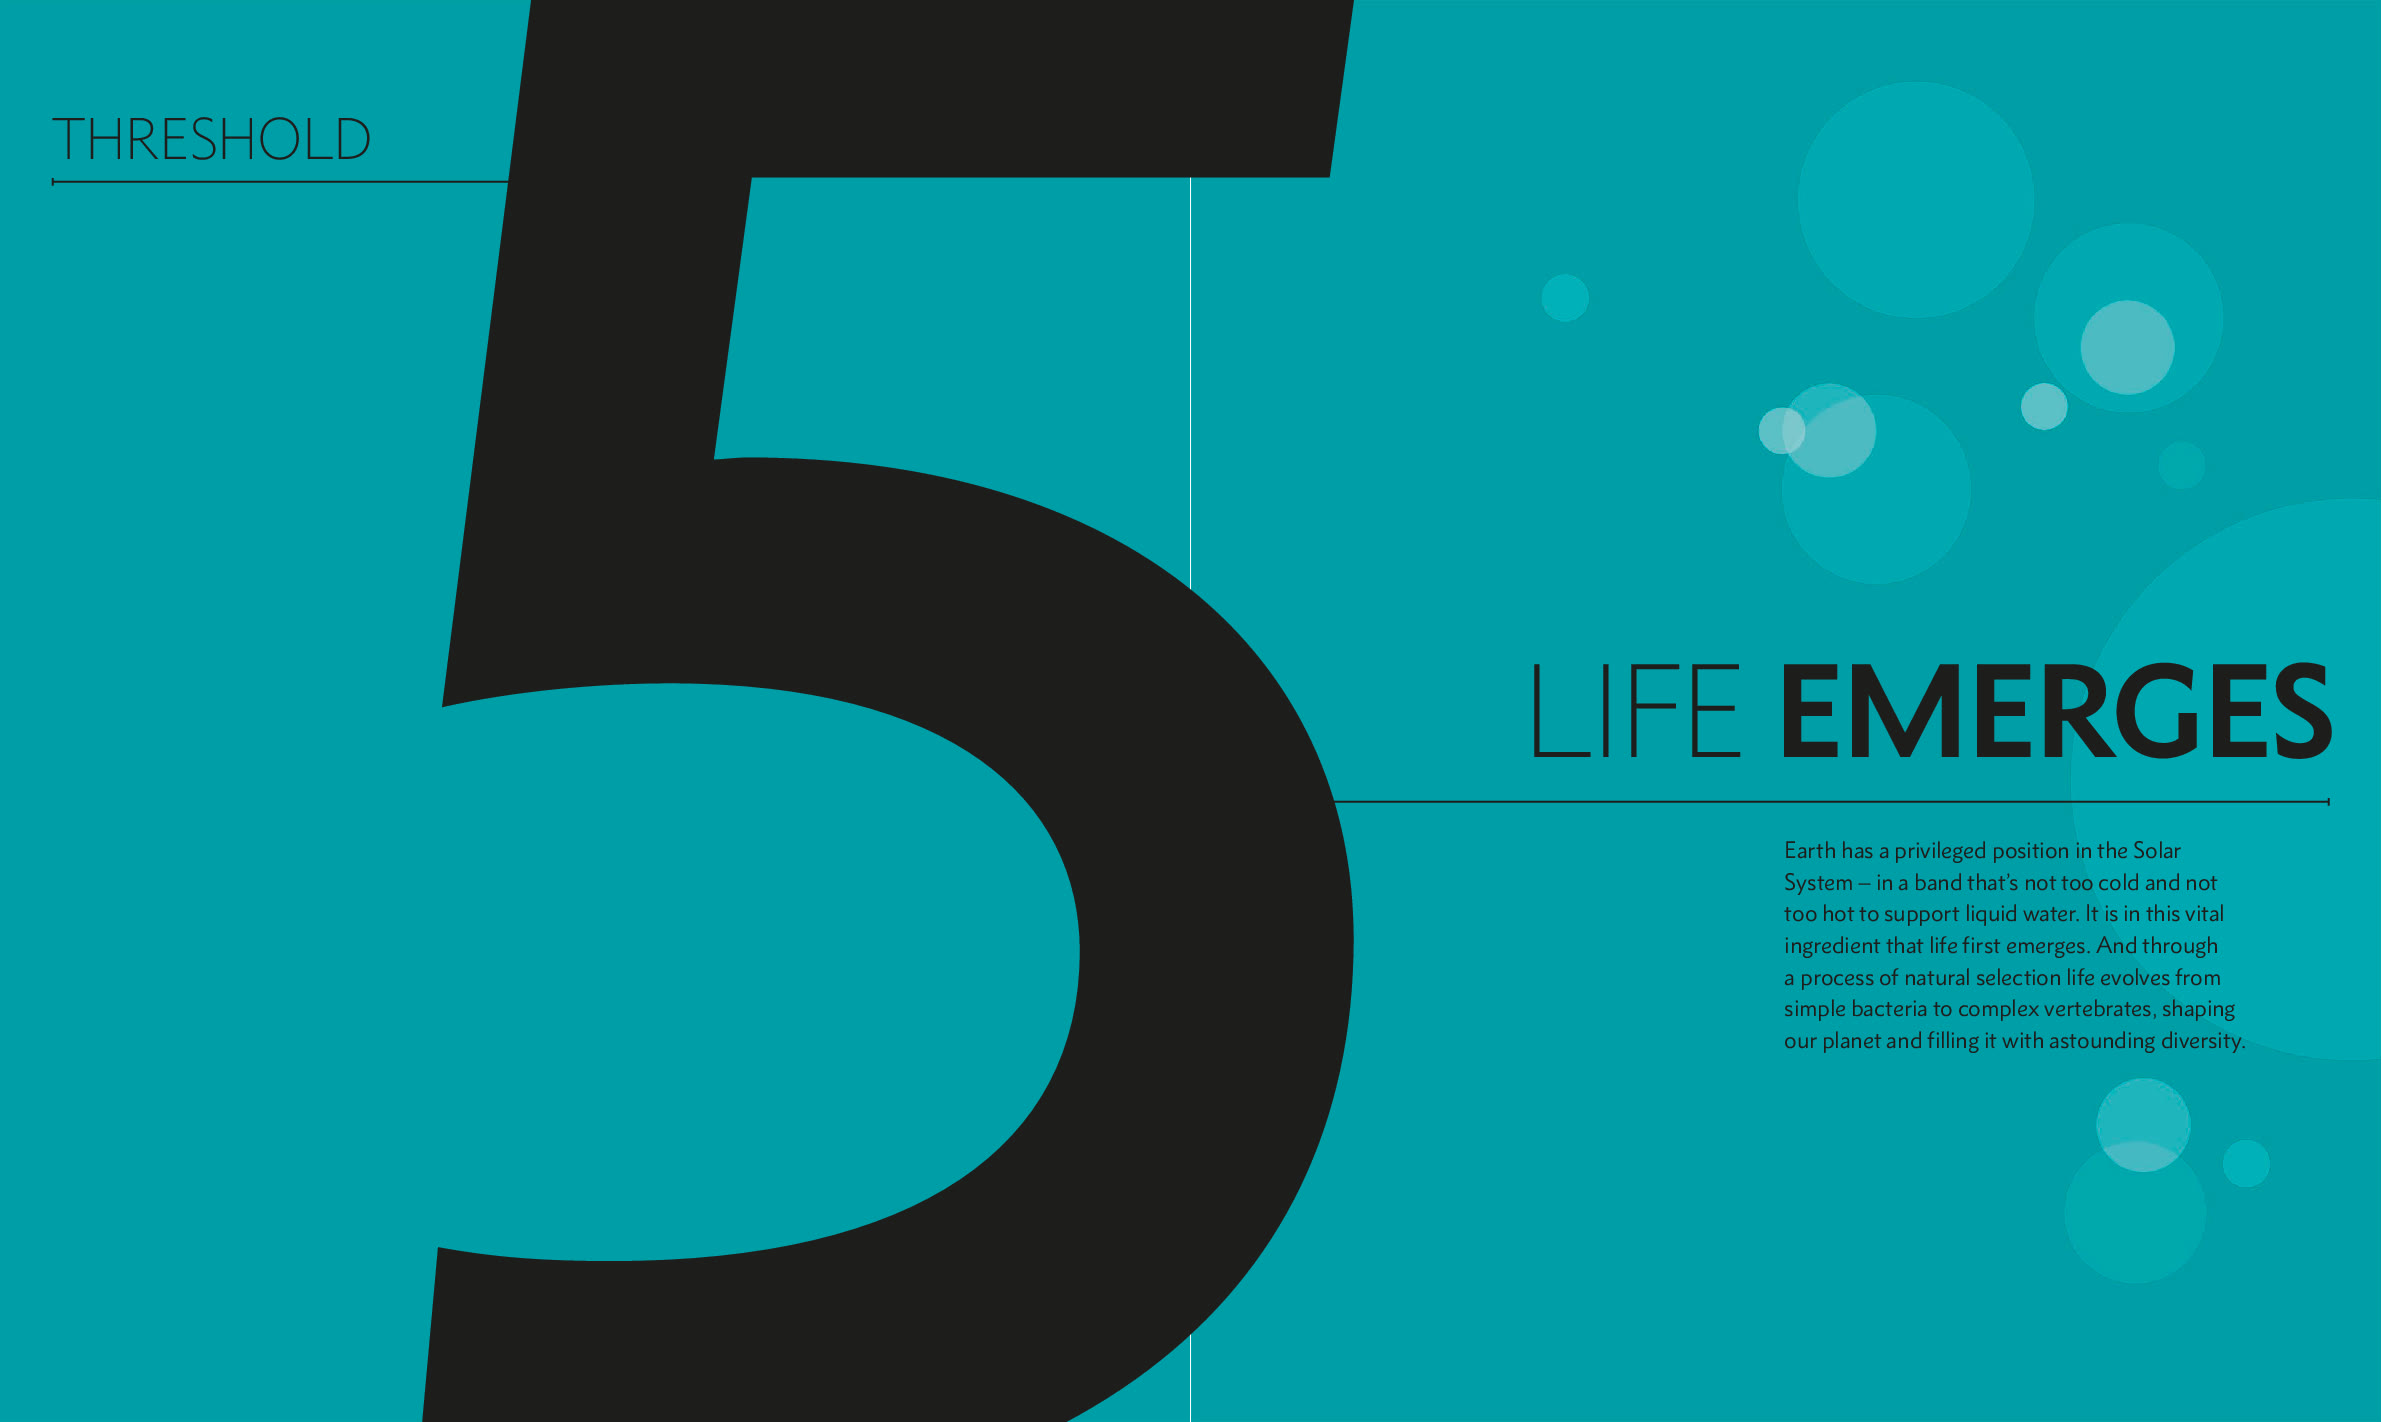 THRESHOLD
5
LIFE EMERGES
Earth has a privileged position in the Solar
System – in a band that’s not too cold and not
too hot to support liquid water. It is in this vital
ingredient that life first emerges. And through
a process of natural selection life evolves from
simple bacteria to complex vertebrates, shaping
our planet and filling it with astounding diversity.